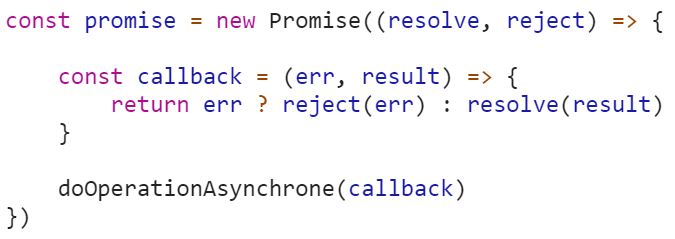 const promise = new Promise((resolve, reject) => {
const callback = (err, result) => {
return err ? reject(err) : resolve(result)
}
doOperationAsynchrone(callback)
})